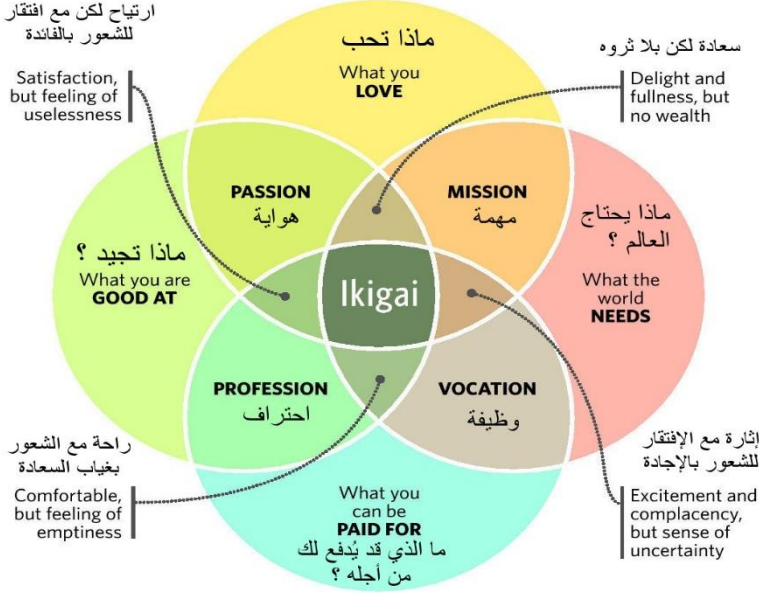 ارتياح لكن مع افتقار
للشعور بالفائدة
Satisfaction,
but feeling of
uselessness
ماذا تحب
What you
LOVE
سعادة لكن بلا ثروه
Delight and
fullness, but
no wealth
PASSION
هواية
MISSION
مهمة
ماذا تجيد ؟
What you are
GOOD AT
Ikigai
ماذا يحتاج
العالم ؟
What the
world
NEEDS
PROFESSION
احتراف
VOCATION
وظيفة
راحة مع الشعور
بغياب السعادة
Comfortable,
but feeling of
emptiness
What you
can be
PAID FOR
ما الذي قد يُدفع لك
من أجله ؟
إثارة مع الإفتقار
للشعور بالإجادة
Excitement and
complacency,
but sense of
uncertainty